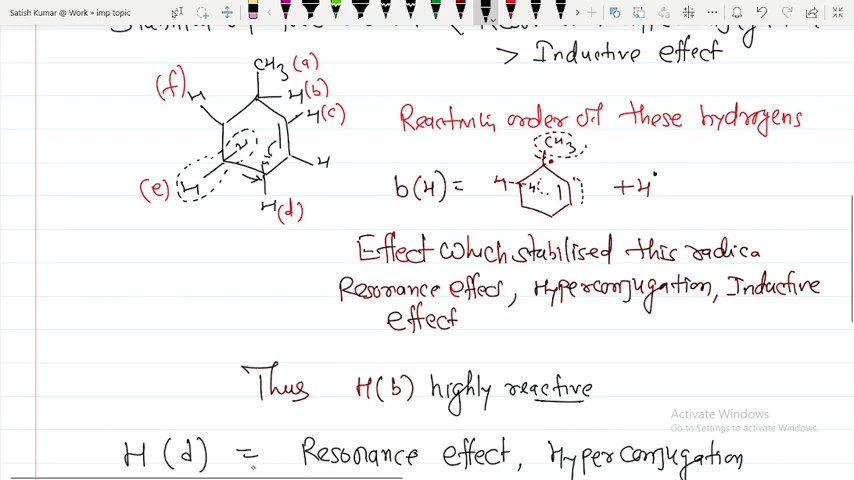 Satish Kumar @ Work » imp topic
> Inductive effect
CH3 (a)
(f) H H (b)
H (c)
Reactivity order of these hydrogens
CH3
H
(e) H
H (d)
b(H) = + H•
Effect which stabilised this radica
Resonance effect, Hyperconjugation, Inductive
effect
Thus H(b) highly reactive
Activate Windows
Go to Settings to activate Windows.
H (d) = Resonance effect, Hyperconjugation